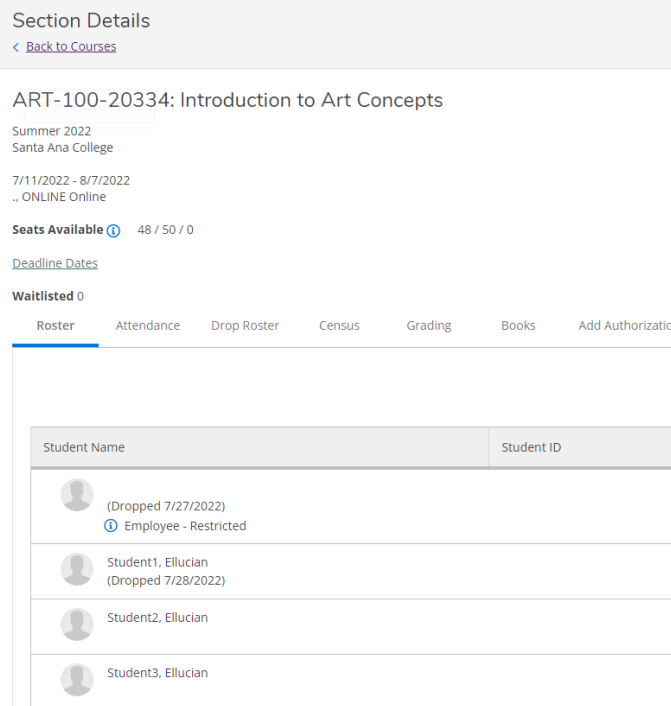 Section Details
< Back to Courses
ART-100-20334: Introduction to Art Concepts
Summer 2022
Santa Ana College
7/11/2022 - 8/7/2022
., ONLINE Online
Seats Available 48 / 50 / 0
Deadline Dates
Waitlisted 0
Roster Attendance Drop Roster Census Grading Books Add Authorizatio
Student Name Student ID
(Dropped 7/27/2022)
Employee - Restricted
Student1, Ellucian
(Dropped 7/28/2022)
Student2, Ellucian
Student3, Ellucian